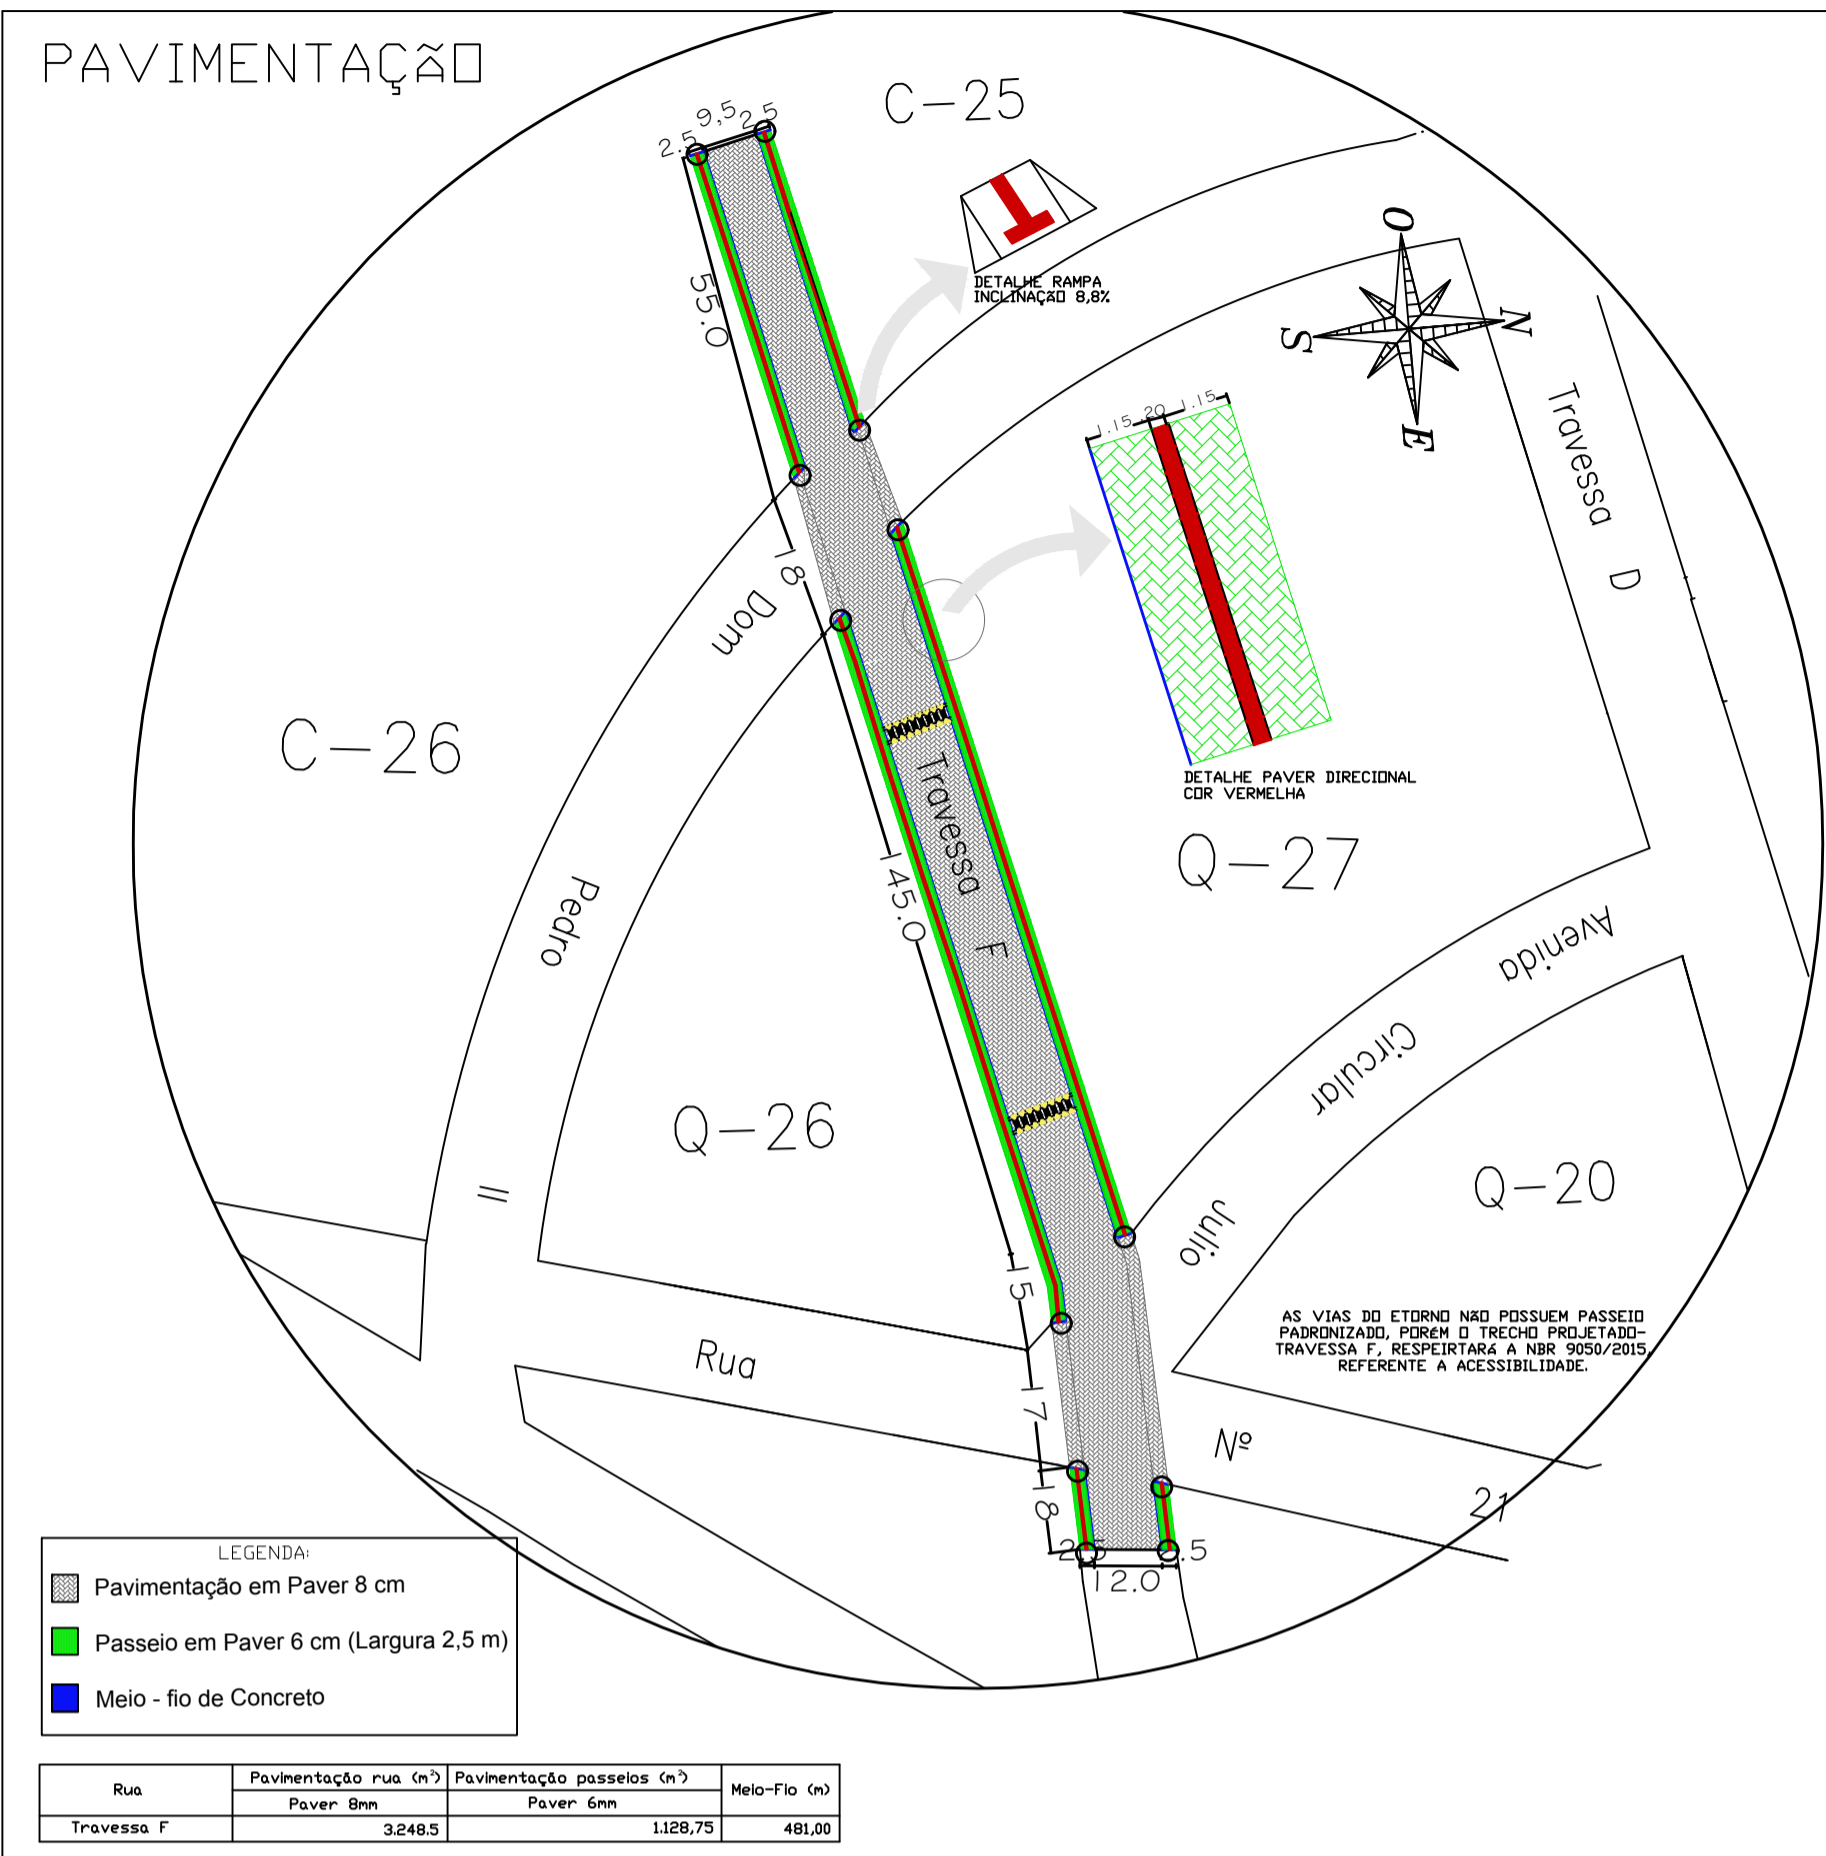 PAVIMENTAÇÃO
C-25
2.5
9,5
2.5
DETALHE RAMPA
INCLINAÇÃO 8,8%
O
N
S
E
55.0
18
1.15
.20
1.15
DETALHE PAVER DIRECIONAL
COR VERMELHA
Travessa D
Dom Pedro II
C-26
Travessa F
145.0
Q-27
Avenida Circular Julio
Q-26
Q-20
15
Rua Nº 21
17
18
2.5
2.5
12.0
AS VIAS DO ETORNO NÃO POSSUEM PASSEIO
PADRONIZADO, PORÉM O TRECHO PROJETADO-
TRAVESSA F, RESPEIRTARÁ A NBR 9050/2015,
REFERENTE A ACESSIBILIDADE.
LEGENDA:
Pavimentação em Paver 8 cm
Passeio em Paver 6 cm (Largura 2,5 m)
Meio - fio de Concreto
Rua Pavimentação rua (m²) Pavimentação passeios (m²) Meio-Fio (m)
Paver 8mm Paver 6mm
Travessa F 3.248.5 1.128,75 481,00